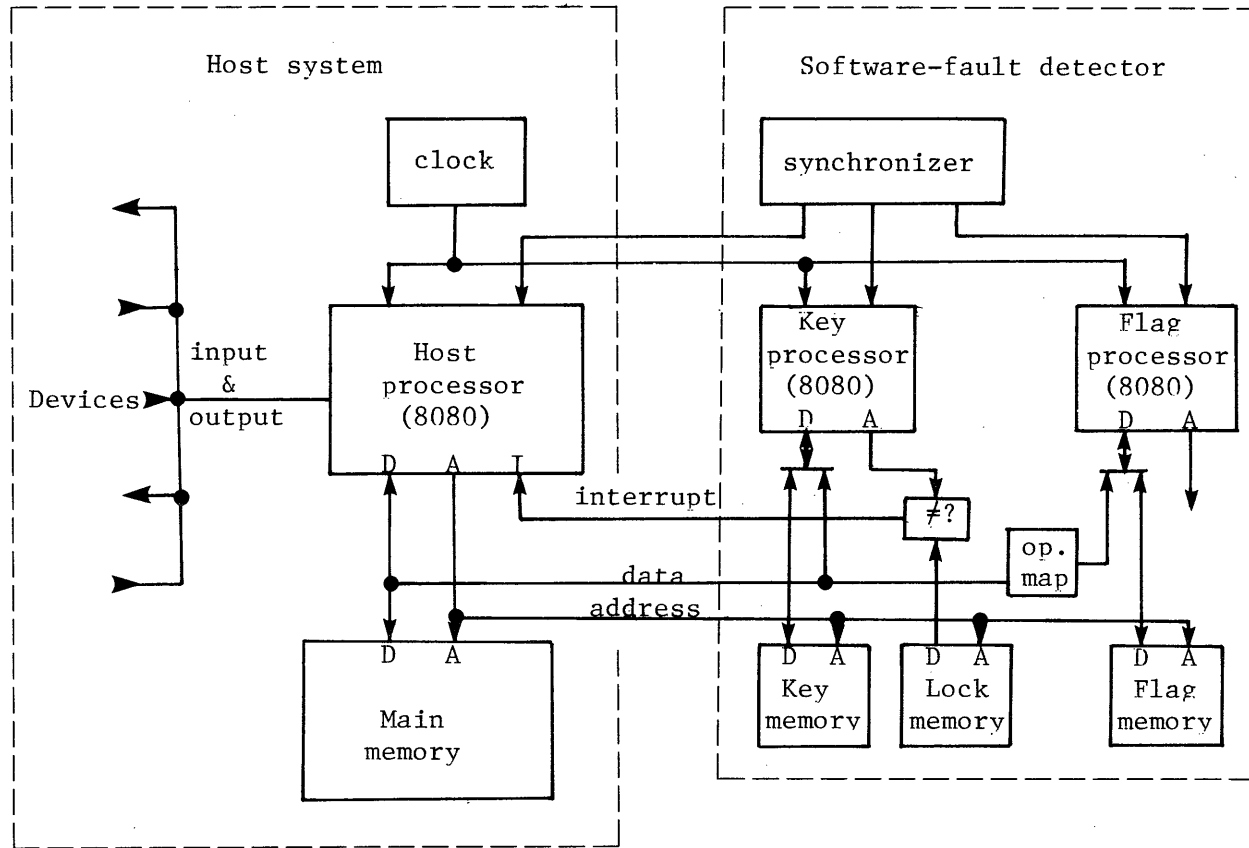 Host system
Software-fault detector
clock
synchronizer
Host
processor
(8080)
D A I
Key
processor
(8080)
D A
Flag
processor
(8080)
D A
input
&
output
Devices
interrupt
≠?
op.
map
data
address
D A
Main
memory
D A
Key
memory
D A
Lock
memory
D A
Flag
memory